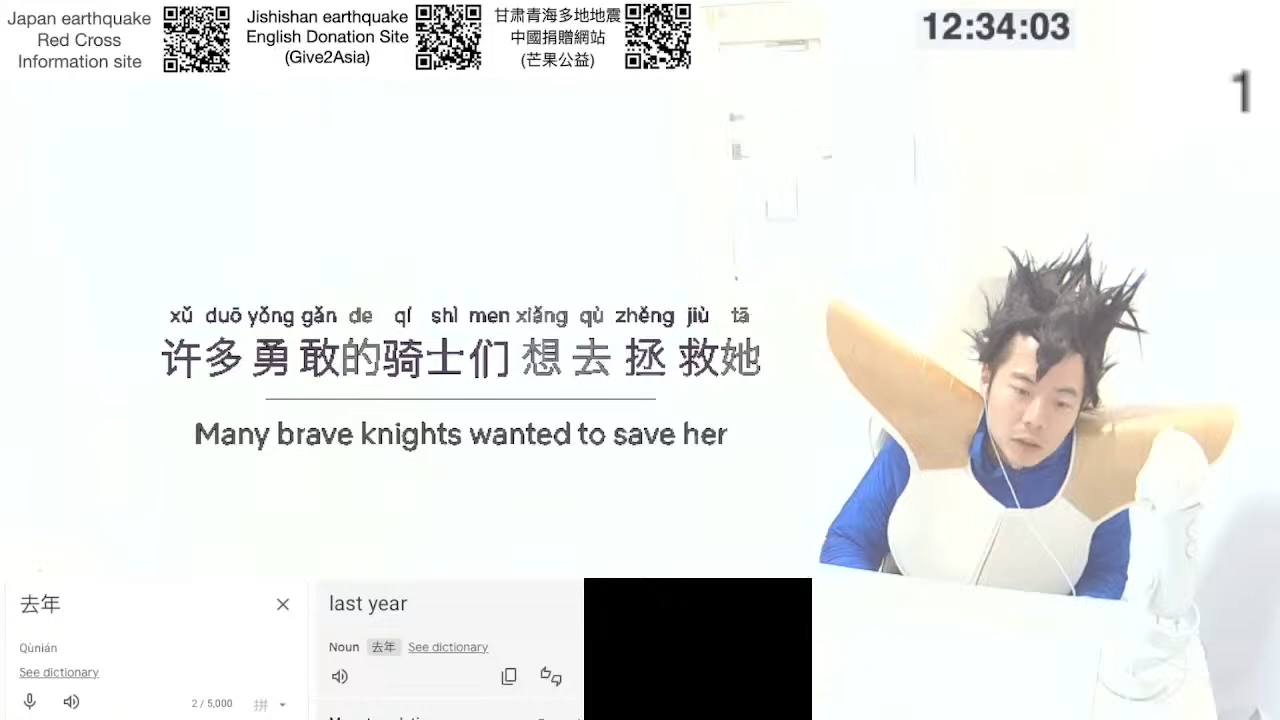 Japan earthquake
Red Cross
Information site
Jishishan earthquake
English Donation Site
(Give2Asia)
甘肃青海多地地震
中國捐贈網站
(芒果公益)
12:34:03
1
xǔ duō yǒng gǎn de qí shì men xiǎng qù zhěng jiù tā
许多勇敢的骑士们想去拯救她
Many brave knights wanted to save her
去年
Qùnián
See dictionary
2 / 5,000
拼
last year
Noun 去年 See dictionary